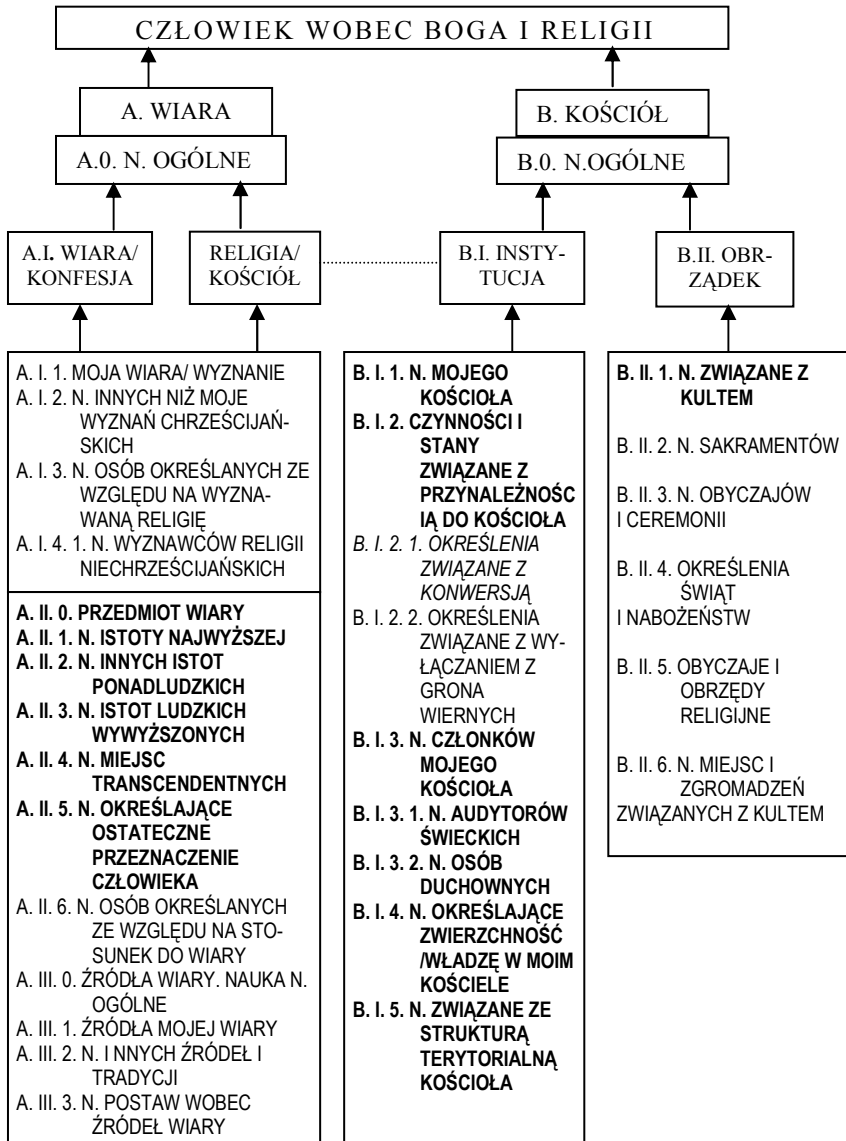 CZŁOWIEK WOBEC BOGA I RELIGII
A. WIARA
A.0. N. OGÓLNE
B. KOŚCIÓŁ
B.0. N.OGÓLNE
A.I. WIARA/
KONFESJA
RELIGIA/
KOŚCIÓŁ
B.I. INSTY-
TUCJA
B.II. OBR-
ZĄDEK
A. I. 1. MOJA WIARA/ WYZNANIE
A. I. 2. N. INNYCH NIŻ MOJE
WYZNAŃ CHRZEŚCIJAŃ-
SKICH
A. I. 3. N. OSÓB OKREŚLANYCH ZE
WZGLĘDU NA WYZNA-
WANĄ RELIGIĘ
A. I. 4. 1. N. WYZNAWCÓW RELIGII
NIECHRZEŚCIJAŃSKICH
A. II. 0. PRZEDMIOT WIARY
A. II. 1. N. ISTOTY NAJWYŻSZEJ
A. II. 2. N. INNYCH ISTOT
PONADLUDZKICH
A. II. 3. N. ISTOT LUDZKICH
WYWYŻSZONYCH
A. II. 4. N. MIEJSC
TRANSCENDENTNYCH
A. II. 5. N. OKREŚLAJĄCE
OSTATECZNE
PRZEZNACZENIE
CZŁOWIEKA
A. II. 6. N. OSÓB OKREŚLANYCH
ZE WZGLĘDU NA STO-
SUNEK DO WIARY
A. III. 0. ŹRÓDŁA WIARY. NAUKA N.
OGÓLNE
A. III. 1. ŹRÓDŁA MOJEJ WIARY
A. III. 2. N. I NNYCH ŹRÓDEŁ I
TRADYCJI
A. III. 3. N. POSTAW WOBEC
ŹRÓDEŁ WIARY
B. I. 1. N. MOJEGO
KOŚCIOŁA
B. I. 2. CZYNNOŚCI I
STANY
ZWIĄZANE Z
PRZYNALEŻNOŚC
IĄ DO KOŚCIOŁA
B. I. 2. 1. OKREŚLENIA
ZWIĄZANE Z
KONWERSJĄ
B. I. 2. 2. OKREŚLENIA
ZWIĄZANE Z WY-
ŁĄCZANIEM Z
GRONA
WIERNYCH
B. I. 3. N. CZŁONKÓW
MOJEGO
KOŚCIOŁA
B. I. 3. 1. N. AUDYTORÓW
ŚWIECKICH
B. I. 3. 2. N. OSÓB
DUCHOWNYCH
B. I. 4. N. OKREŚLAJĄCE
ZWIERZCHNOŚĆ
/WŁADZĘ W MOIM
KOŚCIELE
B. I. 5. N. ZWIĄZANE ZE
STRUKTURĄ
TERYTORIALNĄ
KOŚCIOŁA
B. II. 1. N. ZWIĄZANE Z
KULTEM
B. II. 2. N. SAKRAMENTÓW
B. II. 3. N. OBYCZAJÓW
I CEREMONII
B. II. 4. OKREŚLENIA
ŚWIĄT
I NABOŻEŃSTW
B. II. 5. OBYCZAJE I
OBRZĘDY
RELIGIJNE
B. II. 6. N. MIEJSC I
ZGROMADZEŃ
ZWIĄZANYCH Z KULTEM